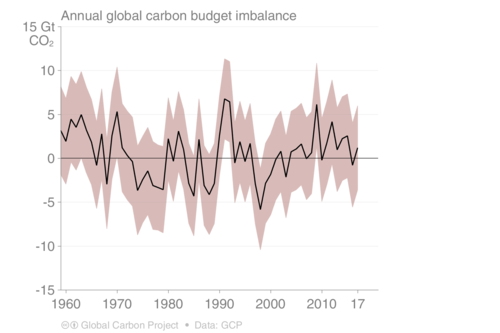 Annual global carbon budget imbalance
15 Gt
CO₂
10
5
0
-5
-10
-15
1960 1970 1980 1990 2000 2010 17
Global Carbon Project • Data: GCP